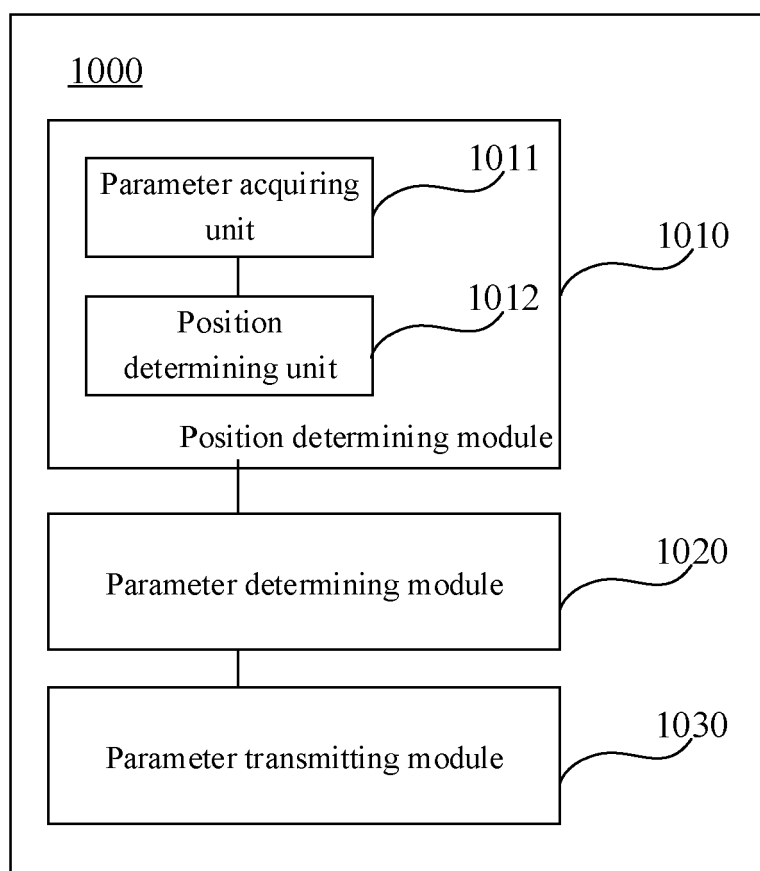 1000
Parameter acquiring
unit
1011
Position
determining unit
1012
Position determining module
1010
Parameter determining module
1020
Parameter transmitting module
1030